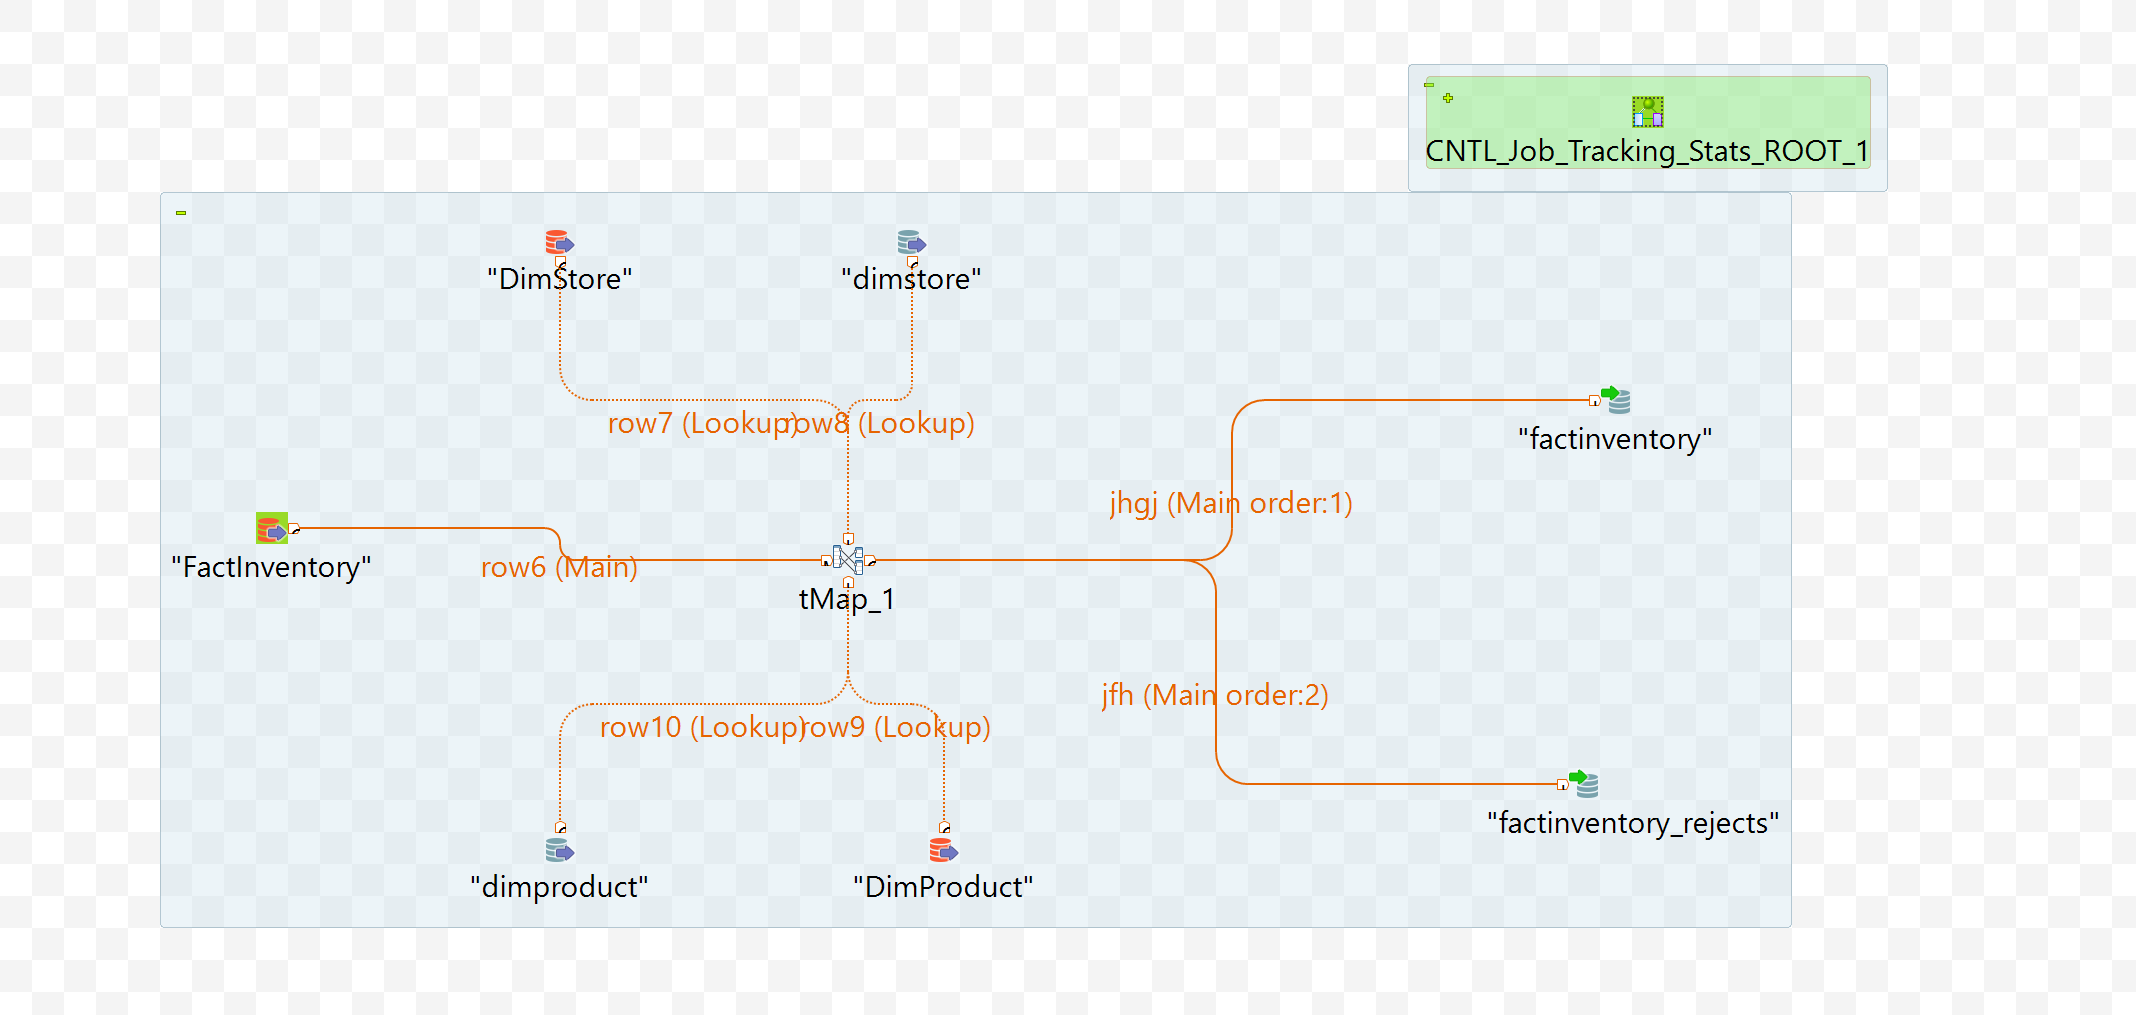 CNTL_Job_Tracking_Stats_ROOT_1
"DimStore"
"dimstore"
row7 (Lookup)
row8 (Lookup)
"factinventory"
jhgj (Main order:1)
"FactInventory"
row6 (Main)
tMap_1
jfh (Main order:2)
row10 (Lookup)
row9 (Lookup)
"factinventory_rejects"
"dimproduct"
"DimProduct"